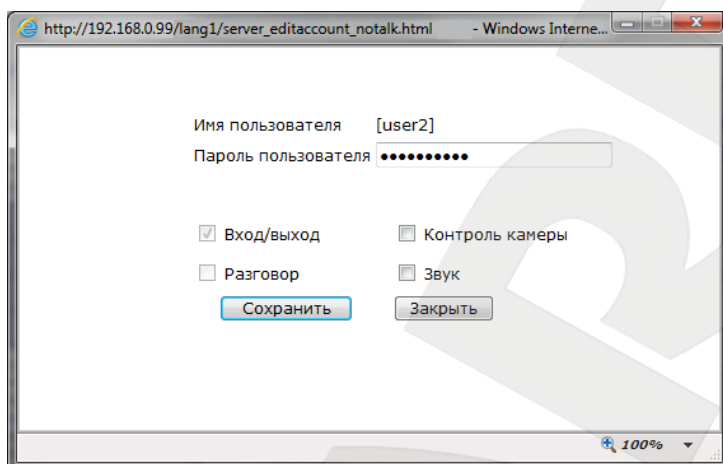 http://192.168.0.99/lang1/server_editaccount_notalk.html - Windows Interne...
Имя пользователя [user2]
Пароль пользователя ••••••••••
Вход/выход Контроль камеры
Разговор Звук
Сохранить Закрыть
100%